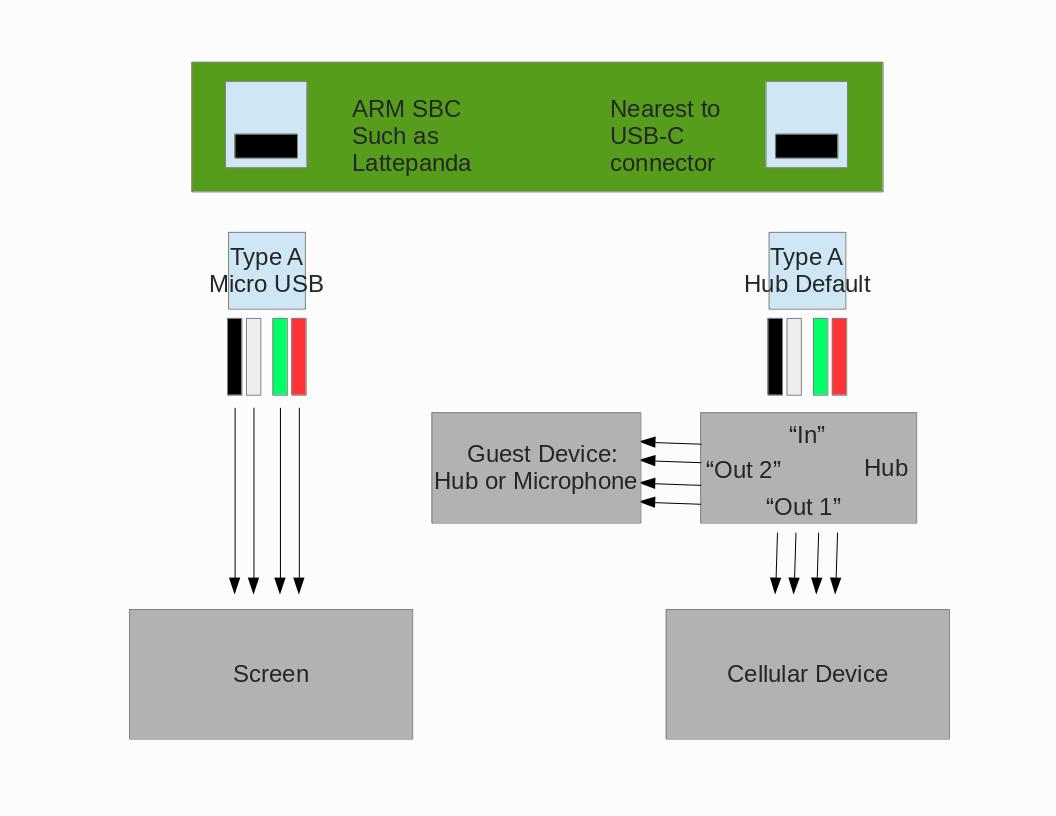 ARM SBC
Such as
Lattepanda
Nearest to
USB-C
connector
Type A
Micro USB
Type A
Hub Default
Guest Device:
Hub or Microphone
“In”
“Out 2”
Hub
“Out 1”
Screen
Cellular Device